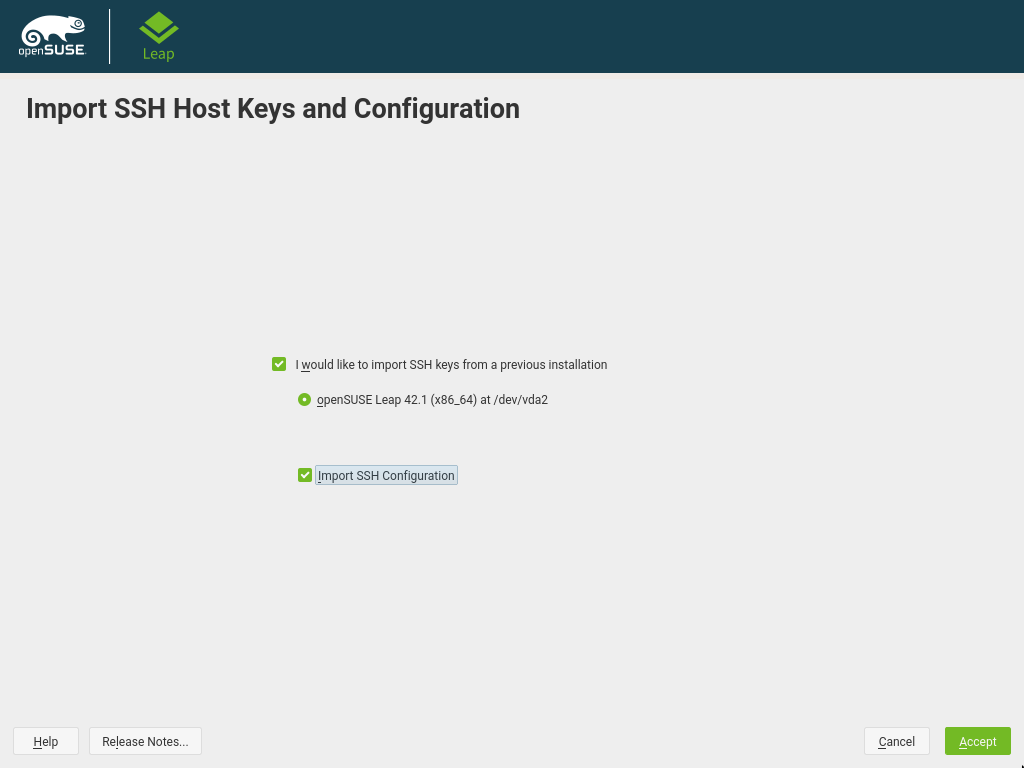 openSUSE.
Leap
Import SSH Host Keys and Configuration
I would like to import SSH keys from a previous installation
openSUSE Leap 42.1 (x86_64) at /dev/vda2
Import SSH Configuration
Help
Release Notes...
Cancel
Accept